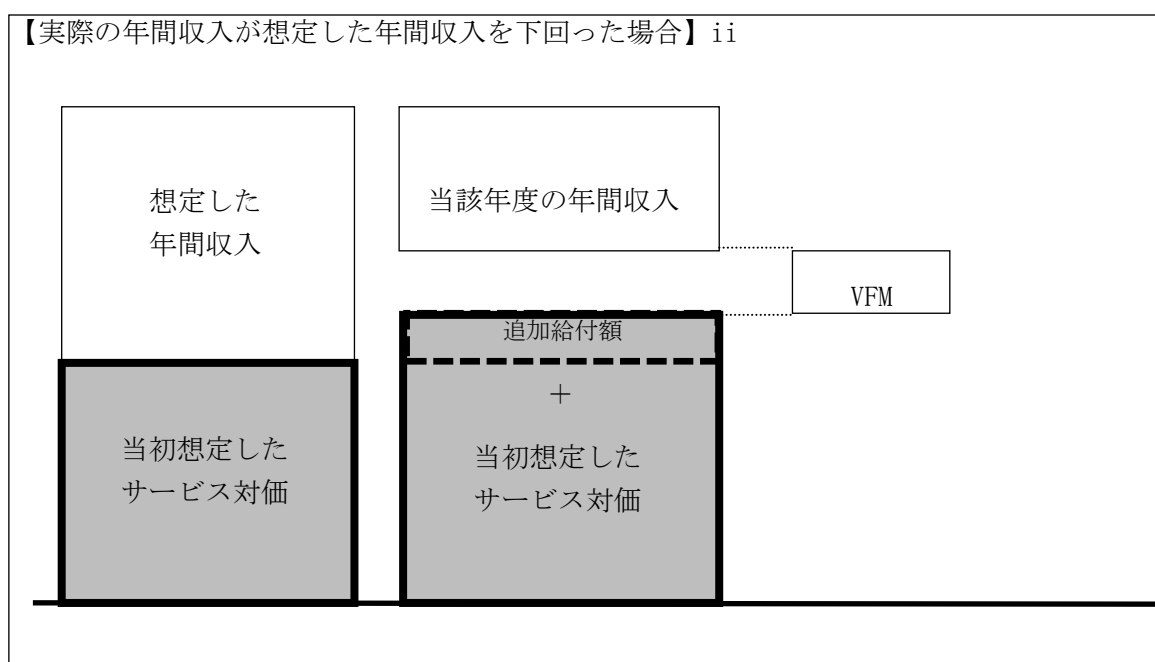 【実際の年間収入が想定した年間収入を下回った場合】ii
想定した
年間収入
当該年度の年間収入
VFM
追加給付額
+
当初想定した
サービス対価
当初想定した
サービス対価